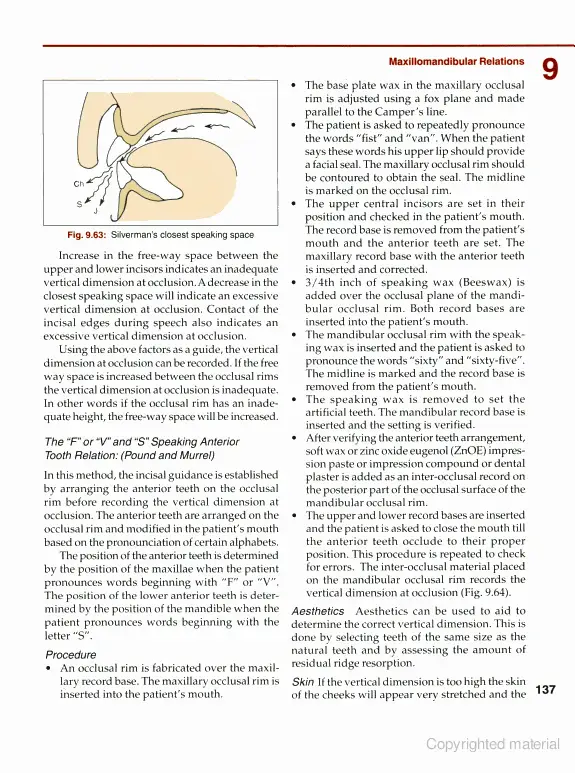 Maxillomandibular Relations
9
Ch
S
J
Fig. 9.63: Silverman's closest speaking space
Increase in the free-way space between the
upper and lower incisors indicates an inadequate
vertical dimension at occlusion. A decrease in the
closest speaking space will indicate an excessive
vertical dimension at occlusion. Contact of the
incisal edges during speech also indicates an
excessive vertical dimension at occlusion.
Using the above factors as a guide, the vertical
dimension at occlusion can be recorded. If the free
way space is increased between the occlusal rims
the vertical dimension at occlusion is inadequate.
In other words if the occlusal rim has an inade-
quate height, the free-way space will be increased.
The "F" or "V" and "S" Speaking Anterior
Tooth Relation: (Pound and Murrel)
In this method, the incisal guidance is established
by arranging the anterior teeth on the occlusal
rim before recording the vertical dimension at
occlusion. The anterior teeth are arranged on the
occlusal rim and modified in the patient's mouth
based on the pronounciation of certain alphabets.
The position of the anterior teeth is determined
by the position of the maxillae when the patient
pronounces words beginning with "F" or "V".
The position of the lower anterior teeth is deter-
mined by the position of the mandible when the
patient pronounces words beginning with the
letter "S".
Procedure
• An occlusal rim is fabricated over the maxil-
lary record base. The maxillary occlusal rim is
inserted into the patient's mouth.
• The base plate wax in the maxillary occlusal
rim is adjusted using a fox plane and made
parallel to the Camper's line.
• The patient is asked to repeatedly pronounce
the words "fist" and "van". When the patient
says these words his upper lip should provide
a facial seal. The maxillary occlusal rim should
be contoured to obtain the seal. The midline
is marked on the occlusal rim.
• The upper central incisors are set in their
position and checked in the patient's mouth.
The record base is removed from the patient's
mouth and the anterior teeth are set. The
maxillary record base with the anterior teeth
is inserted and corrected.
• 3/4th inch of speaking wax (Beeswax) is
added over the occlusal plane of the mandi-
bular occlusal rim. Both record bases are
inserted into the patient's mouth.
• The mandibular occlusal rim with the speak-
ing wax is inserted and the patient is asked to
pronounce the words "sixty" and "sixty-five".
The midline is marked and the record base is
removed from the patient's mouth.
• The speaking wax is removed to set the
artificial teeth. The mandibular record base is
inserted and the setting is verified.
• After verifying the anterior teeth arrangement,
soft wax or zinc oxide eugenol (ZnOE) impres-
sion paste or impression compound or dental
plaster is added as an inter-occlusal record on
the posterior part of the occlusal surface of the
mandibular occlusal rim.
• The upper and lower record bases are inserted
and the patient is asked to close the mouth till
the anterior teeth occlude to their proper
position. This procedure is repeated to check
for errors. The inter-occlusal material placed
on the mandibular occlusal rim records the
vertical dimension at occlusion (Fig. 9.64).
Aesthetics Aesthetics can be used to aid to
determine the correct vertical dimension. This is
done by selecting teeth of the same size as the
natural teeth and by assessing the amount of
residual ridge resorption.
Skin If the vertical dimension is too high the skin
of the cheeks will appear very stretched and the
137
Copyrighted material